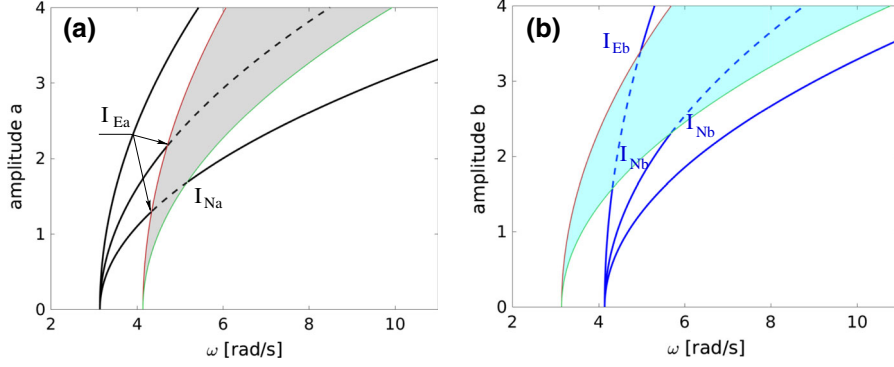 (a)
amplitude a
4
3
2
1
0
I Ea
I Na
2 4 6 8 10
ω [rad/s]
(b)
amplitude b
4
3
2
1
0
I Eb
I Nb
I Nb
2 4 6 8 10
ω [rad/s]